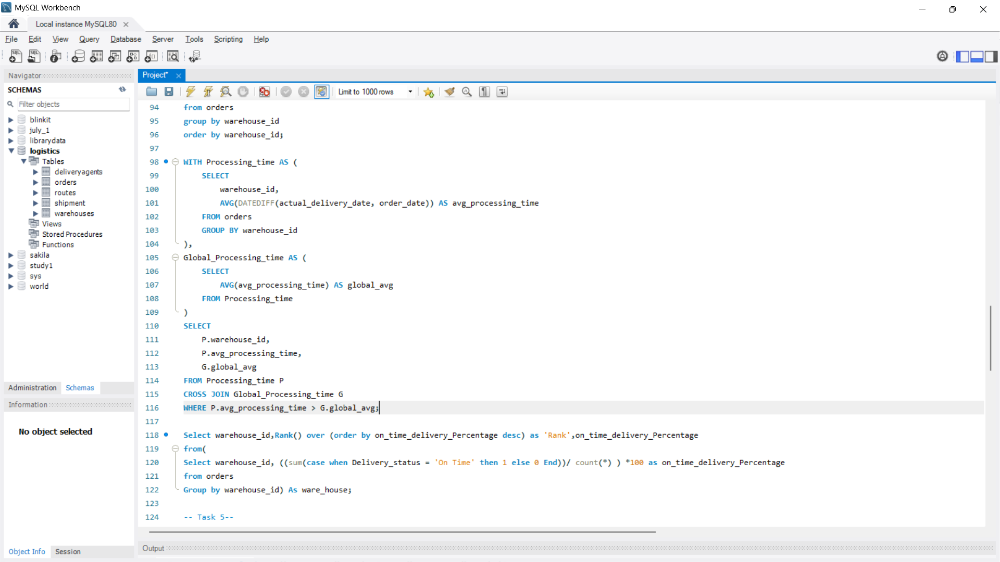 MySQL Workbench
Local instance MySQL80
File Edit View Query Database Server Tools Scripting Help
Navigator
Project*
SCHEMAS
Limit to 1000 rows
Filter objects
blinkit
july_1
librarydata
logistics
Tables
deliveryagents
orders
routes
shipment
warehouses
Views
Stored Procedures
Functions
sakila
study1
sys
world
Administration Schemas
Information
No object selected
Object Info Session
94 from orders
95 group by warehouse_id
96 order by warehouse_id;
97
98 WITH Processing_time AS (
99 SELECT
100 warehouse_id,
101 AVG(DATEDIFF(actual_delivery_date, order_date)) AS avg_processing_time
102 FROM orders
103 GROUP BY warehouse_id
104 ),
105 Global_Processing_time AS (
106 SELECT
107 AVG(avg_processing_time) AS global_avg
108 FROM Processing_time
109 )
110 SELECT
111 P.warehouse_id,
112 P.avg_processing_time,
113 G.global_avg
114 FROM Processing_time P
115 CROSS JOIN Global_Processing_time G
116 WHERE P.avg_processing_time > G.global_avg;
117
118 Select warehouse_id,Rank() over (order by on_time_delivery_Percentage desc) as 'Rank',on_time_delivery_Percentage
119 from(
120 Select warehouse_id, ((sum(case when Delivery_status = 'On Time' then 1 else 0 End))/ count(*) ) *100 as on_time_delivery_Percentage
121 from orders
122 Group by warehouse_id) As ware_house;
123
124 -- Task 5--
Output